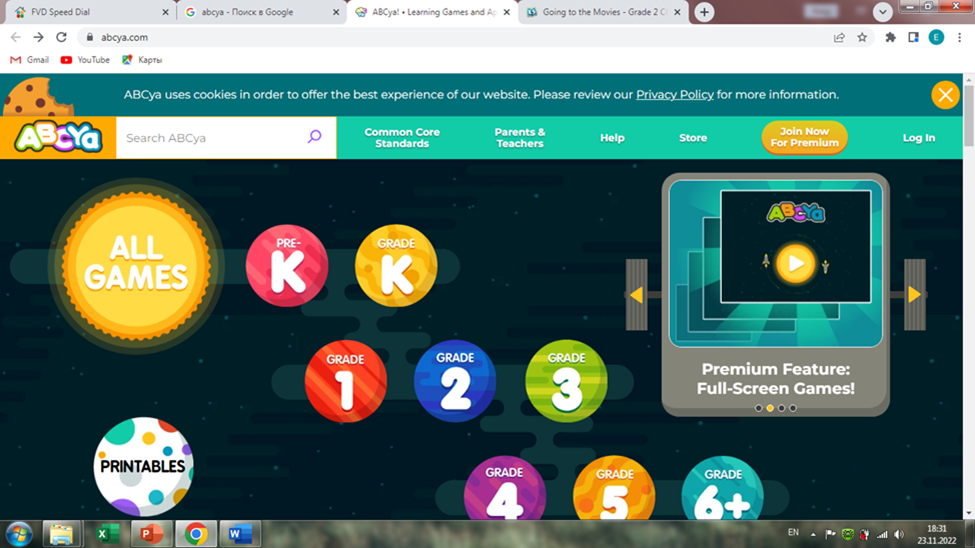 FVD Speed Dial
abcya - Поиск в Google
ABCya! • Learning Games and Ap
Going to the Movies - Grade 2 C
abcya.com
E
Gmail
YouTube
Карты
ABCya uses cookies in order to offer the best experience of our website. Please review our Privacy Policy for more information.
ABCYa
Search ABCya
Common Core
Standards
Parents &
Teachers
Help
Store
Join Now
For Premium
Log In
ALL
GAMES
PRE-
K
GRADE
K
ABCYa
GRADE
1
GRADE
2
GRADE
3
Premium Feature:
Full-Screen Games!
PRINTABLES
GRADE
4
GRADE
5
GRADE
6+
EN
18:31
23.11.2022